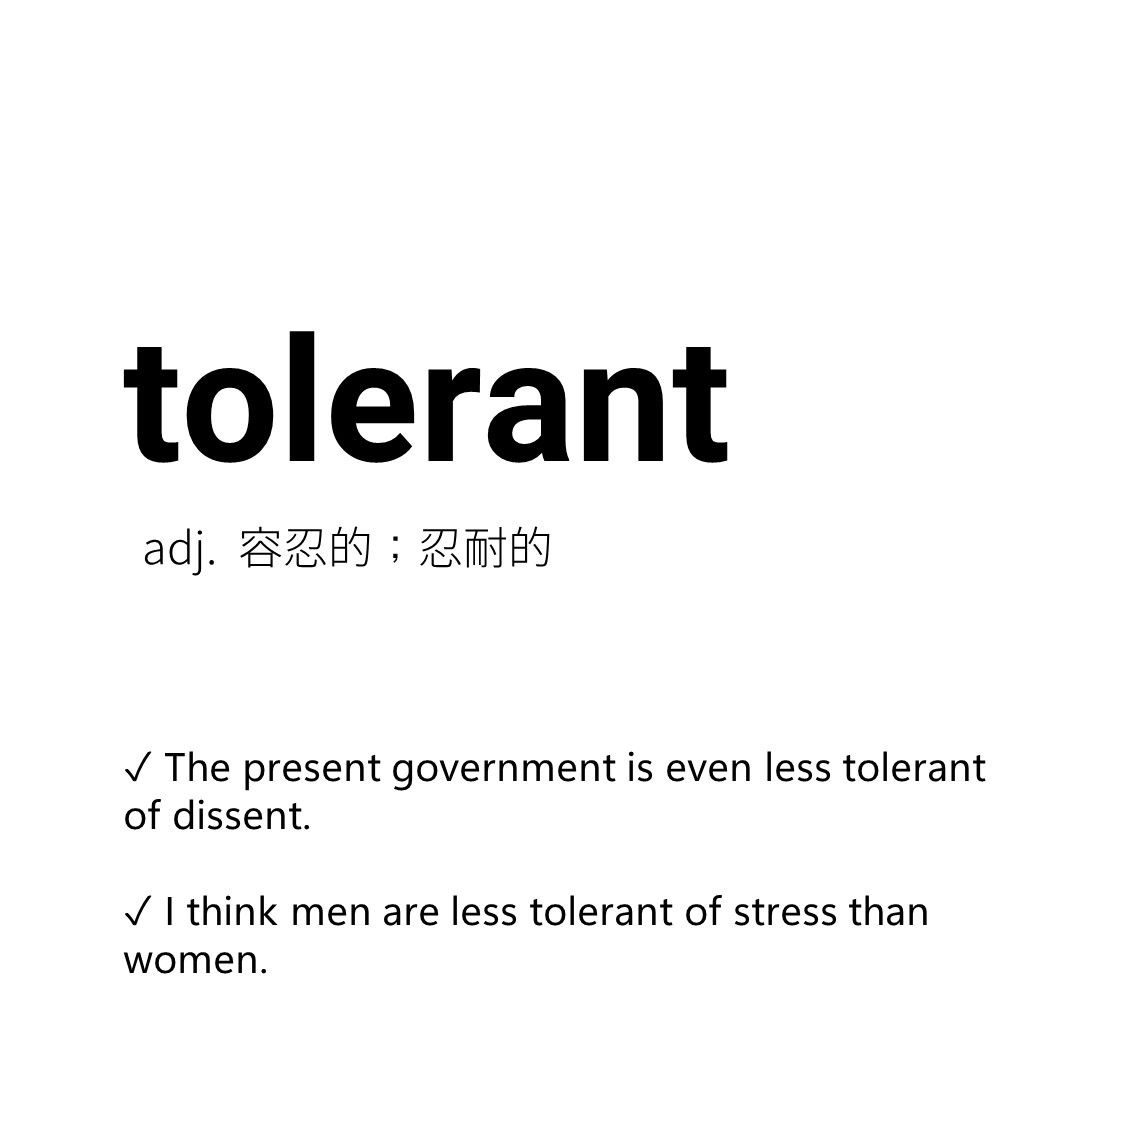 tolerant
adj. 容忍的；忍耐的
✓ The present government is even less tolerant
of dissent.
✓ I think men are less tolerant of stress than
women.